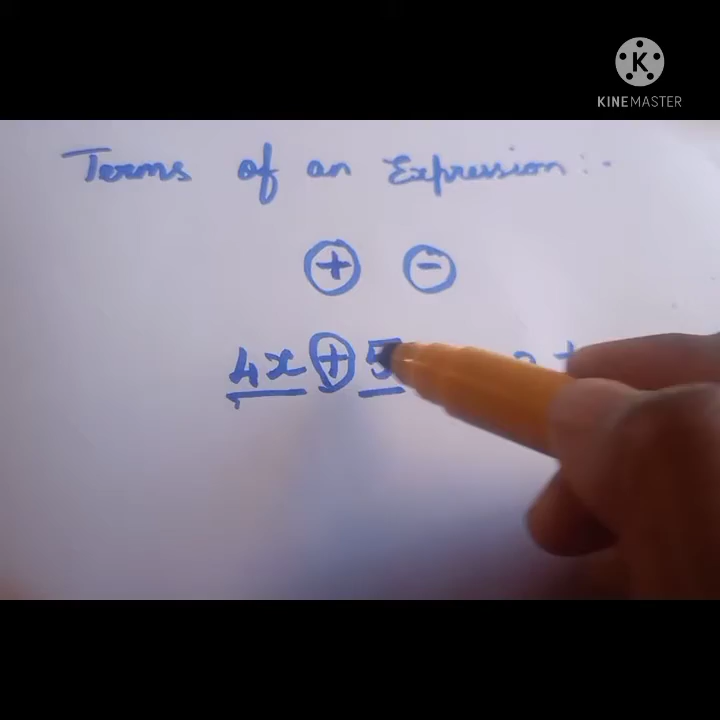 KINEMASTER
Terms of an Expression :-
+ -
4x + 5